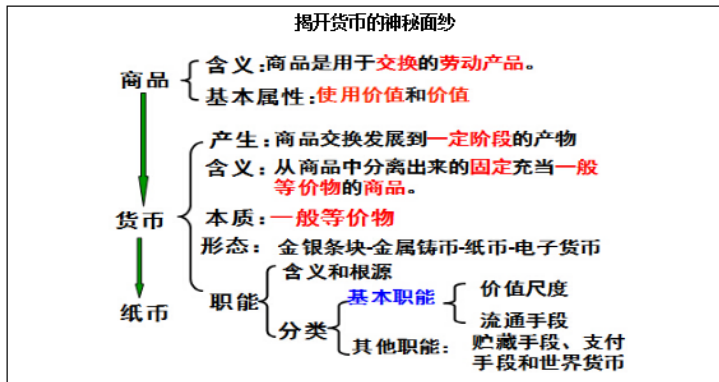 揭开货币的神秘面纱
商品
含义:商品是用于交换的劳动产品。
基本属性:使用价值和价值
货币
产生:商品交换发展到一定阶段的产物
含义:从商品中分离出来的固定充当一般
等价物的商品。
本质:一般等价物
形态:金银条块-金属铸币-纸币-电子货币
职能
含义和根源
分类
基本职能
价值尺度
流通手段
其他职能:贮藏手段、支付
手段和世界货币
纸币